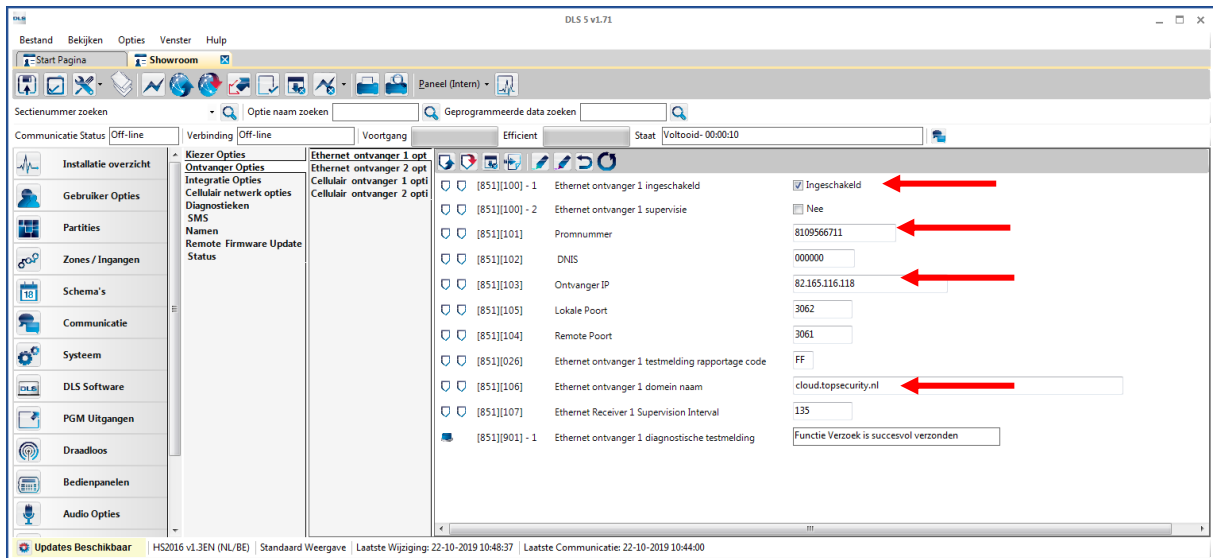 DLS
DLS 5 v1.71
Bestand Bekijken Opties Venster Hulp
Start Pagina
Showroom
Paneel (Intern)
Sectienummer zoeken
Optie naam zoeken
Geprogrammeerde data zoeken
Communicatie Status Off-line
Verbinding Off-line
Voortgang
Efficient
Staat Voltooid- 00:00:10
Installatie overzicht
Gebruiker Opties
Partities
Zones / Ingangen
18
Schema's
Communicatie
Systeem
DLS
DLS Software
PGM Uitgangen
Draadloos
Bedienpanelen
Audio Opties
Kiezer Opties
Ontvanger Opties
Integratie Opties
Cellulair netwerk opties
Diagnostieken
SMS
Namen
Remote Firmware Update
Status
Ethernet ontvanger 1 opt
Ethernet ontvanger 2 opt
Cellulair ontvanger 1 opti
Cellulair ontvanger 2 opti
[851][100] - 1 Ethernet ontvanger 1 ingeschakeld Ingeschakeld
[851][100] - 2 Ethernet ontvanger 1 supervisie Nee
[851][101] Promnummer 8109566711
[851][102] DNIS 000000
[851][103] Ontvanger IP 82.165.116.118
[851][105] Lokale Poort 3062
[851][104] Remote Poort 3061
[851][026] Ethernet ontvanger 1 testmelding rapportage code FF
[851][106] Ethernet ontvanger 1 domein naam cloud.topsecurity.nl
[851][107] Ethernet Receiver 1 Supervision Interval 135
[851][901] - 1 Ethernet ontvanger 1 diagnostische testmelding Functie Verzoek is succesvol verzonden
Updates Beschikbaar HS2016 v1.3EN (NL/BE) Standaard Weergave Laatste Wijziging: 22-10-2019 10:48:37 Laatste Communicatie: 22-10-2019 10:44:00